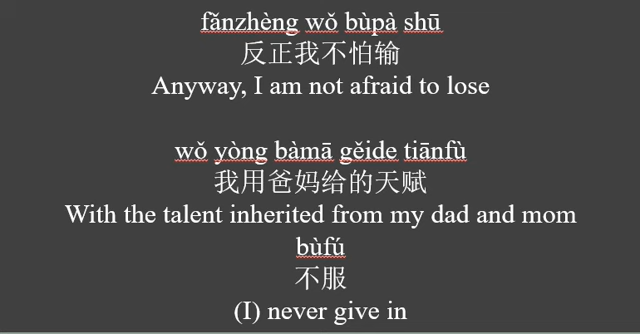 fǎnzhèng wǒ bùpà shū
反正我不怕输
Anyway, I am not afraid to lose
wǒ yòng bàmā gěide tiānfù
我用爸妈给的天赋
With the talent inherited from my dad and mom
bùfú
不服
(I) never give in